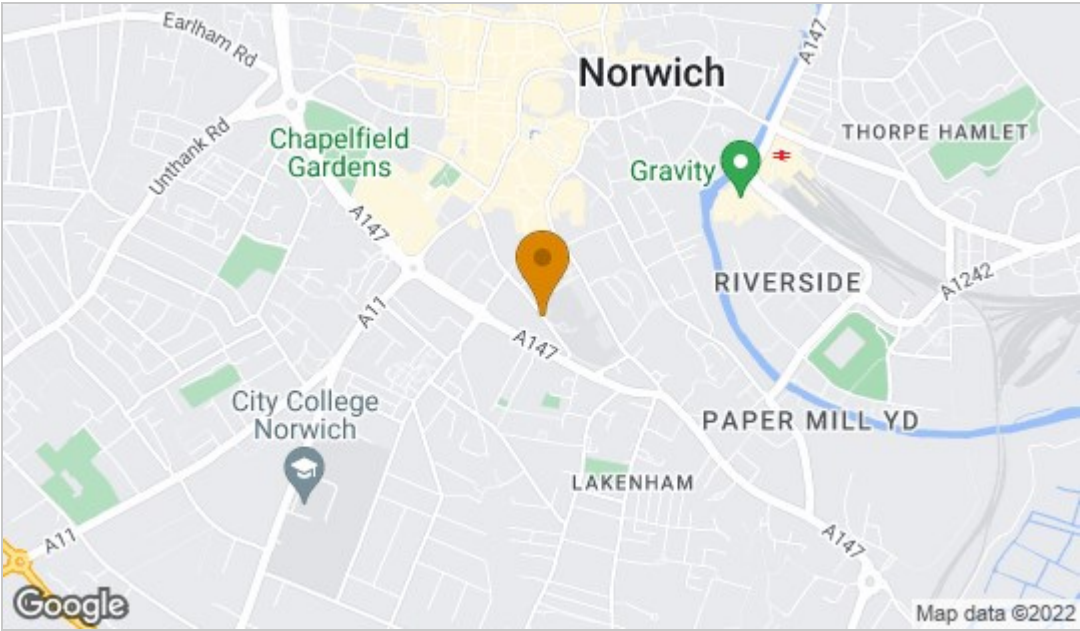 Earlham Rd
A147
Norwich
Chapelfield
Gardens
THORPE HAMLET
Unthank Rd
Gravity
A147
RIVERSIDE
A1242
A11
A147
City College
Norwich
PAPER MILL YD
LAKENHAM
A11
A147
Google
Map data ©2022